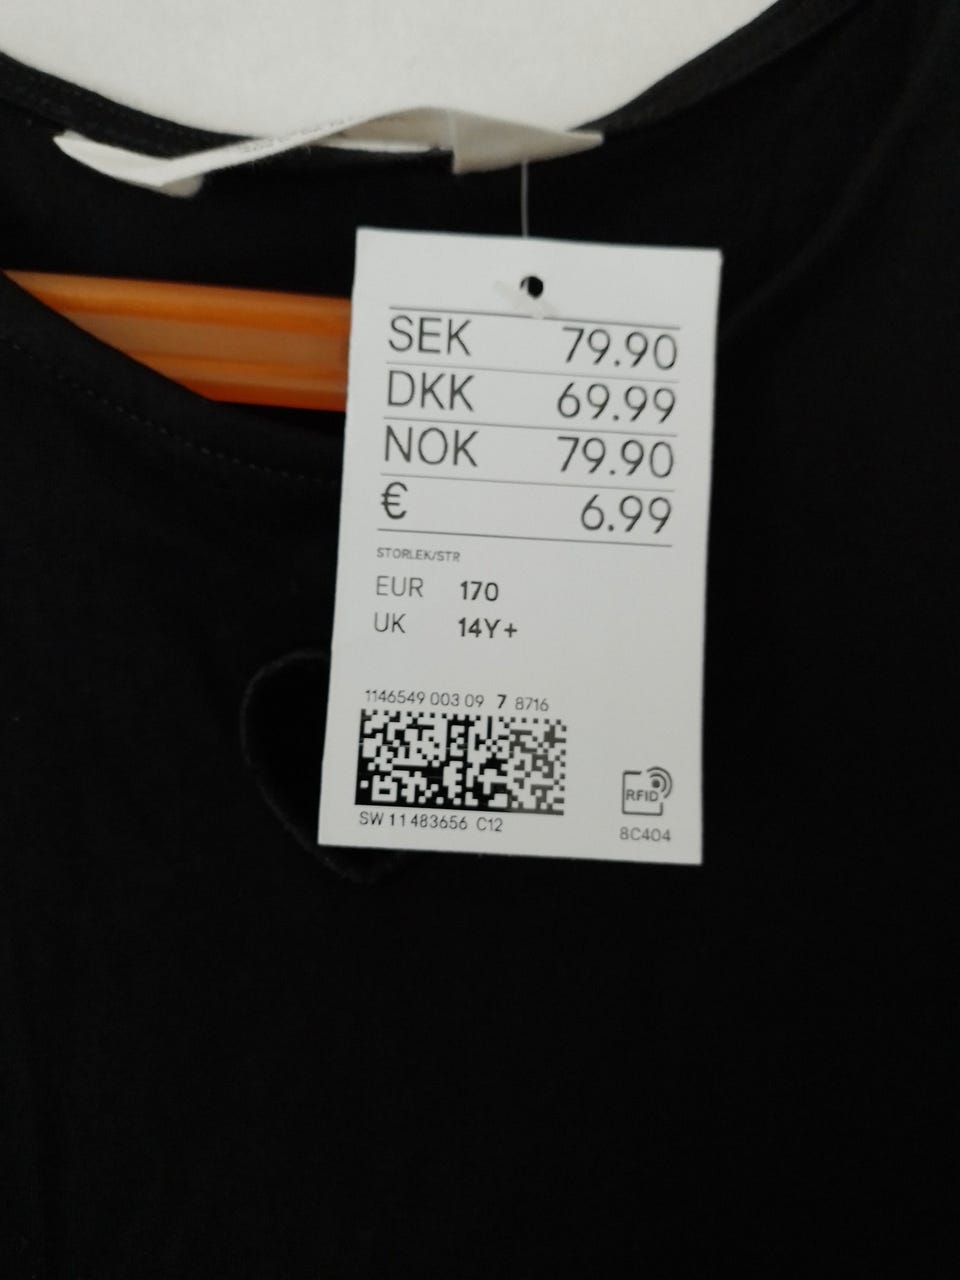 SEK 79.90
DKK 69.99
NOK 79.90
€ 6.99
STORLEK/STR
EUR 170
UK 14Y+
1146549 003 09 7 8716
SW 11 483656 C12
RFID
8C404